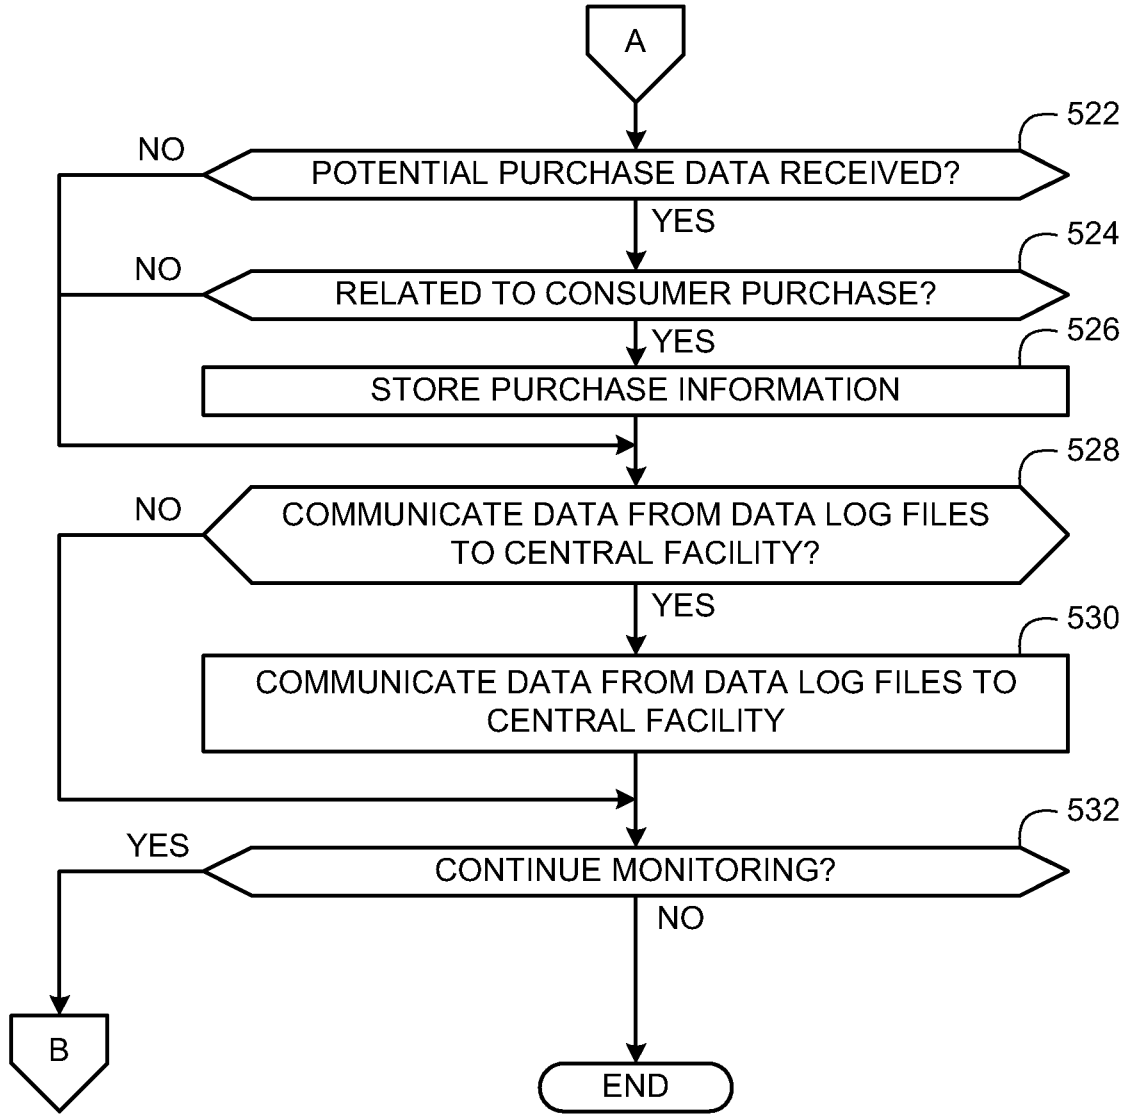 A
522
NO
POTENTIAL PURCHASE DATA RECEIVED?
YES
524
NO
RELATED TO CONSUMER PURCHASE?
YES
526
STORE PURCHASE INFORMATION
528
NO
COMMUNICATE DATA FROM DATA LOG FILES
TO CENTRAL FACILITY?
YES
530
COMMUNICATE DATA FROM DATA LOG FILES TO
CENTRAL FACILITY
532
YES
CONTINUE MONITORING?
NO
B
END